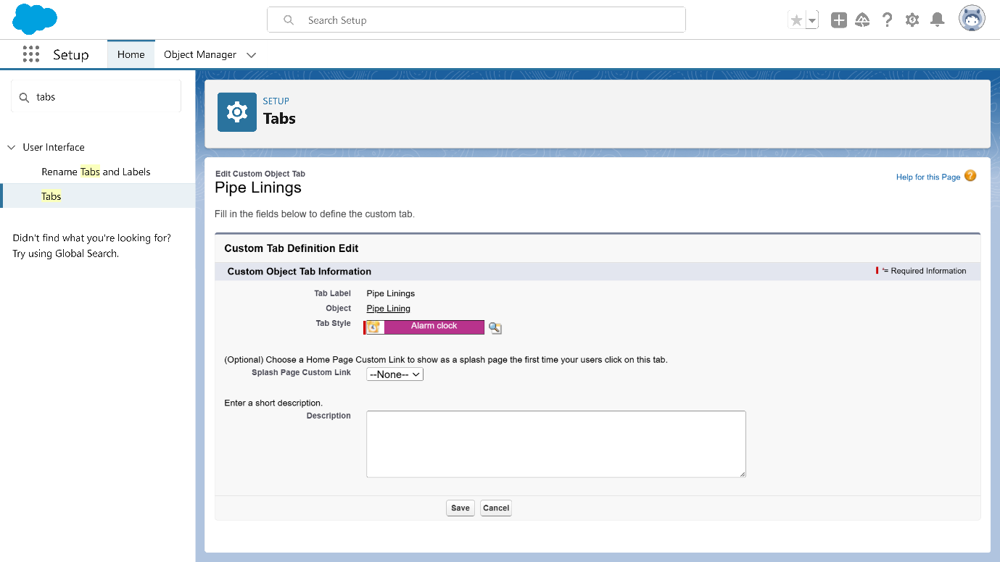 Search Setup
Setup
Home
Object Manager
tabs
User Interface
Rename Tabs and Labels
Tabs
Didn't find what you're looking for?
Try using Global Search.
SETUP
Tabs
Edit Custom Object Tab
Pipe Linings
Help for this Page ?
Fill in the fields below to define the custom tab.
Custom Tab Definition Edit
Custom Object Tab Information
*= Required Information
Tab Label Pipe Linings
Object Pipe Lining
Tab Style Alarm clock
(Optional) Choose a Home Page Custom Link to show as a splash page the first time your users click on this tab.
Splash Page Custom Link --None--
Enter a short description.
Description
Save Cancel